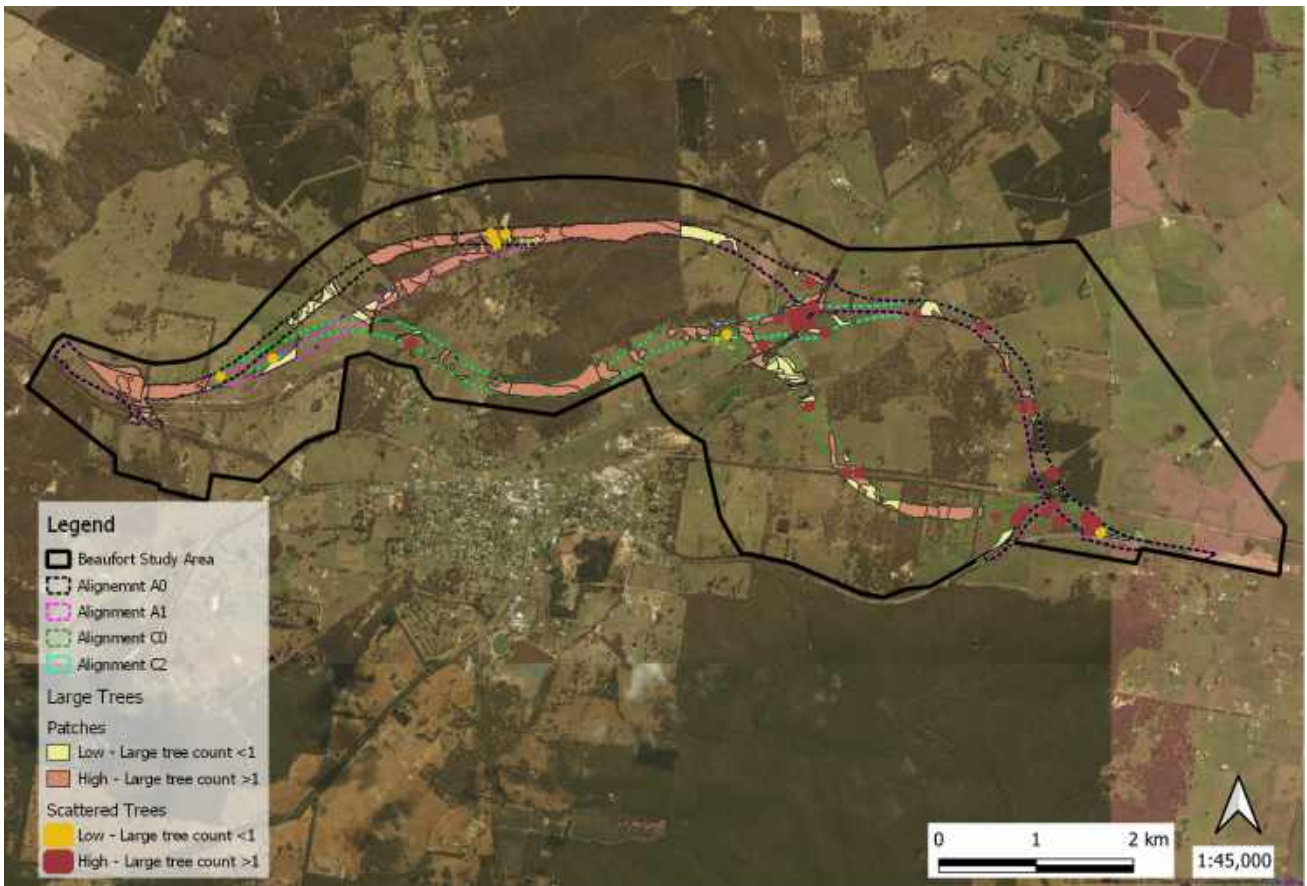 Legend
Beaufort Study Area
Alignemnt A0
Alignment A1
Alignment C0
Alignment C2
Large Trees
Patches
Low - Large tree count <1
High - Large tree count >1
Scattered Trees
Low - Large tree count <1
High - Large tree count >1
0 1 2 km
1:45,000